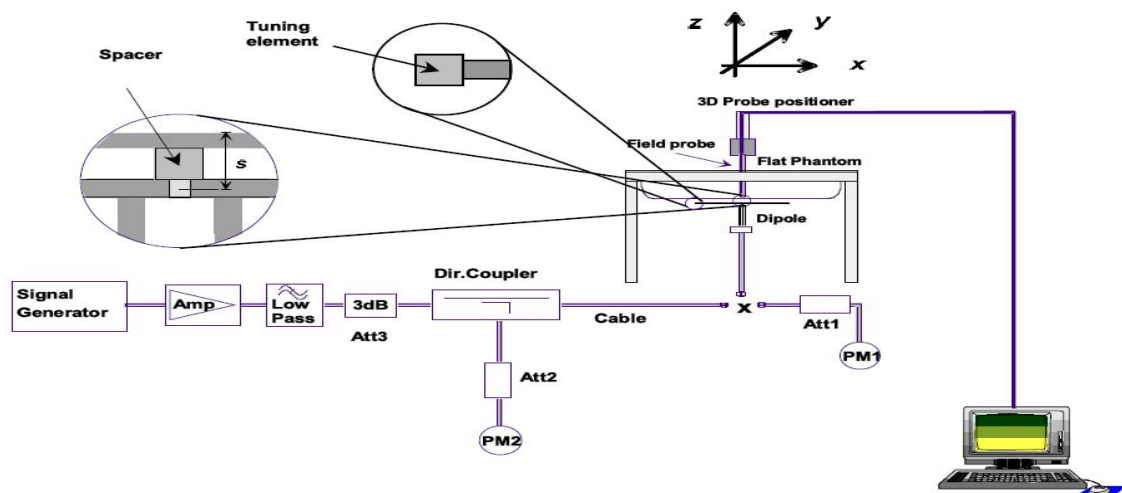 Tuning
element
Spacer
s
z
y
x
3D Probe positioner
Field probe
Flat Phantom
Dipole
Signal
Generator
Amp
Low
Pass
3dB
Att3
Dir.Coupler
Cable
x
Att1
PM1
Att2
PM2